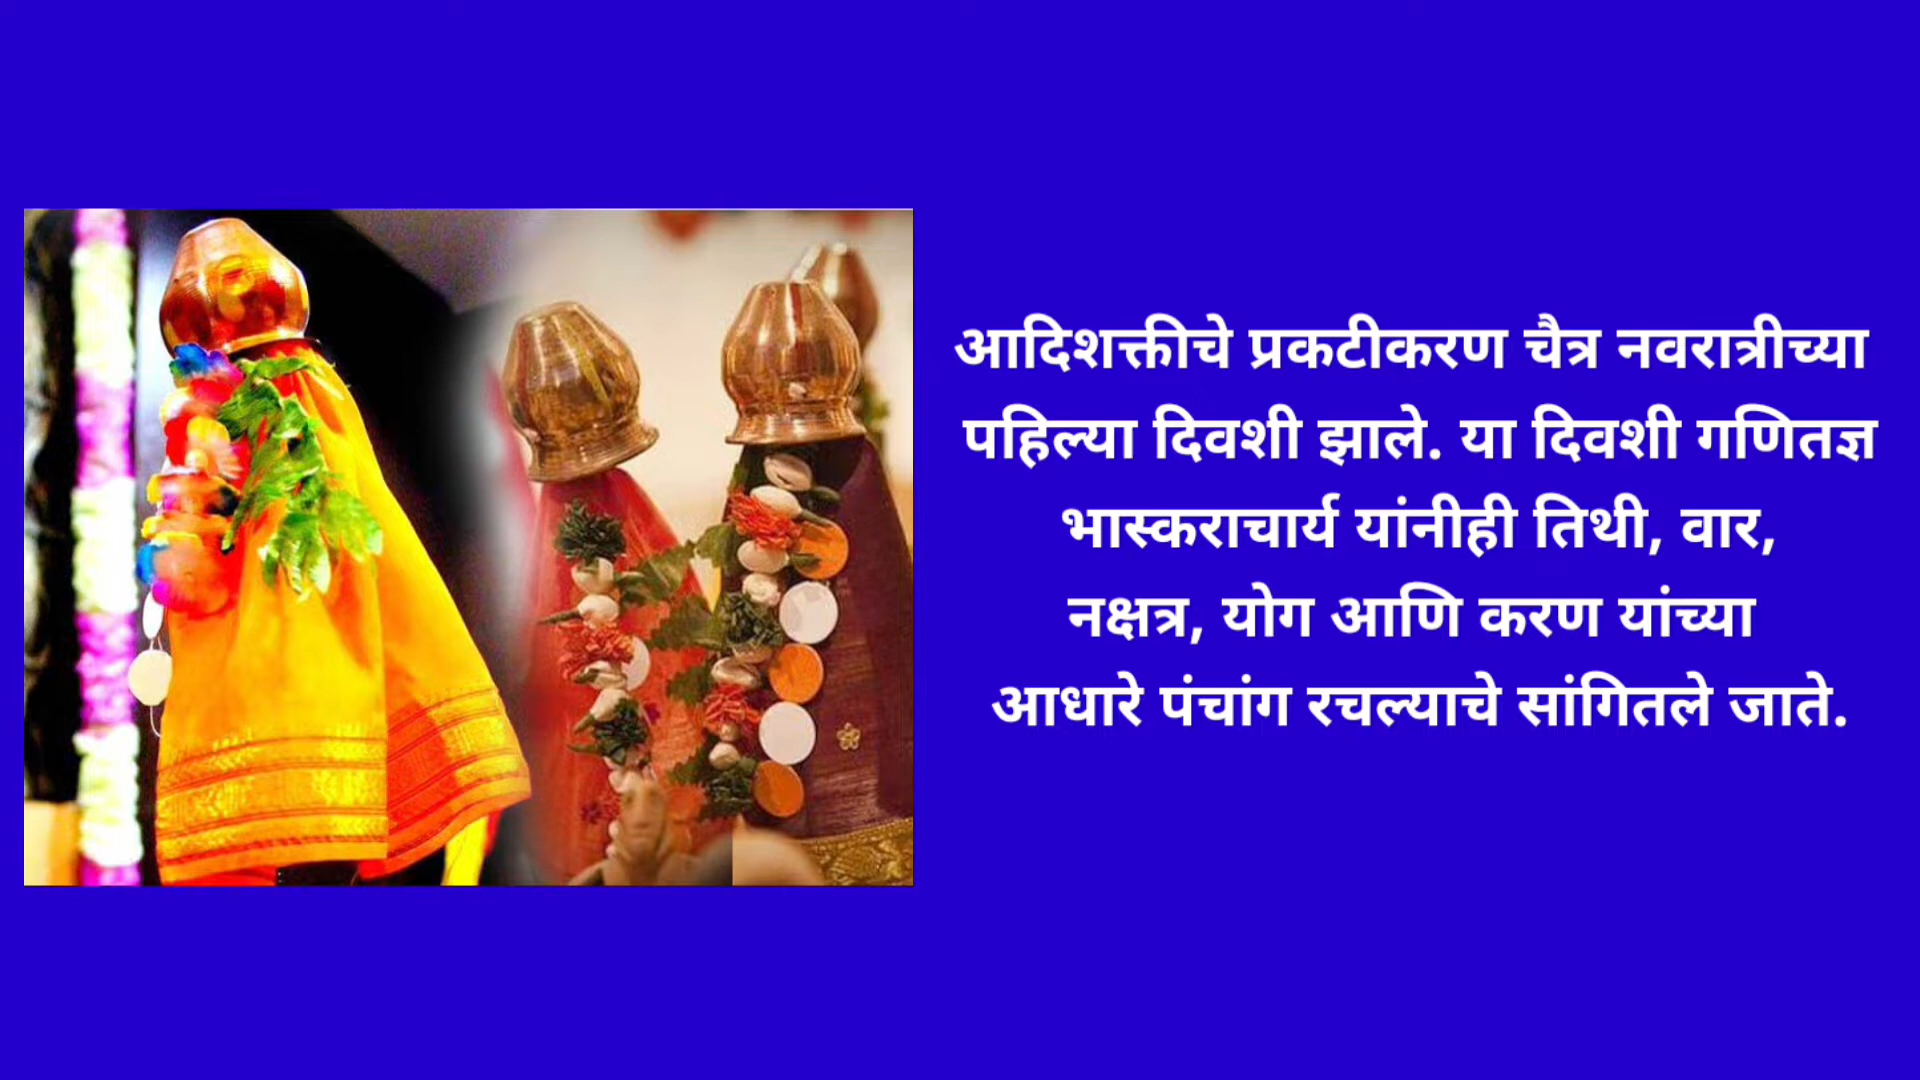 आदिशक्तीचे प्रकटीकरण चैत्र नवरात्रीच्या
पहिल्या दिवशी झाले. या दिवशी गणितज्ञ
भास्कराचार्य यांनीही तिथी, वार,
नक्षत्र, योग आणि करण यांच्या
आधारे पंचांग रचल्याचे सांगितले जाते.